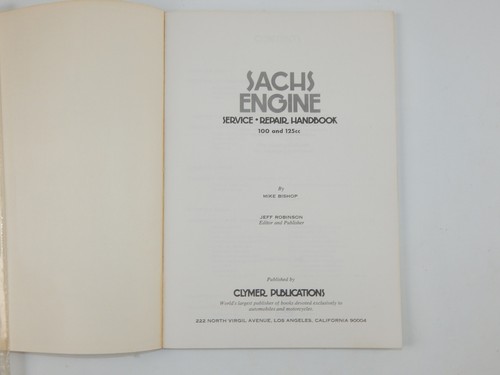 SACHS
ENGINE
SERVICE • REPAIR HANDBOOK
100 and 125cc
By
MIKE BISHOP
JEFF ROBINSON
Editor and Publisher
Published by
CLYMER PUBLICATIONS
World's largest publisher of books devoted exclusively to
automobiles and motorcycles.
222 NORTH VIRGIL AVENUE, LOS ANGELES, CALIFORNIA 90004